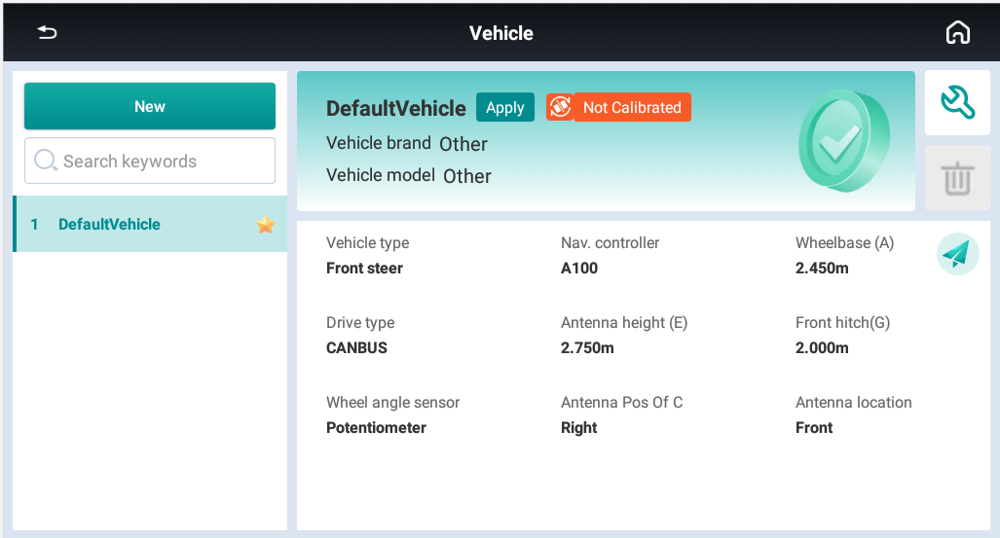 Vehicle
New
Search keywords
1 DefaultVehicle
DefaultVehicle Apply Not Calibrated
Vehicle brand Other
Vehicle model Other
Vehicle type Nav. controller Wheelbase (A)
Front steer A100 2.450m
Drive type Antenna height (E) Front hitch(G)
CANBUS 2.750m 2.000m
Wheel angle sensor Antenna Pos Of C Antenna location
Potentiometer Right Front